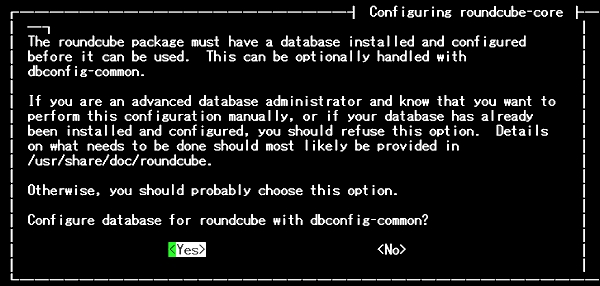 Configuring roundcube-core
The roundcube package must have a database installed and configured
before it can be used.  This can be optionally handled with
dbconfig-common.
If you are an advanced database administrator and know that you want to
perform this configuration manually, or if your database has already
been installed and configured, you should refuse this option.  Details
on what needs to be done should most likely be provided in
/usr/share/doc/roundcube.
Otherwise, you should probably choose this option.
Configure database for roundcube with dbconfig-common?
<Yes> <No>